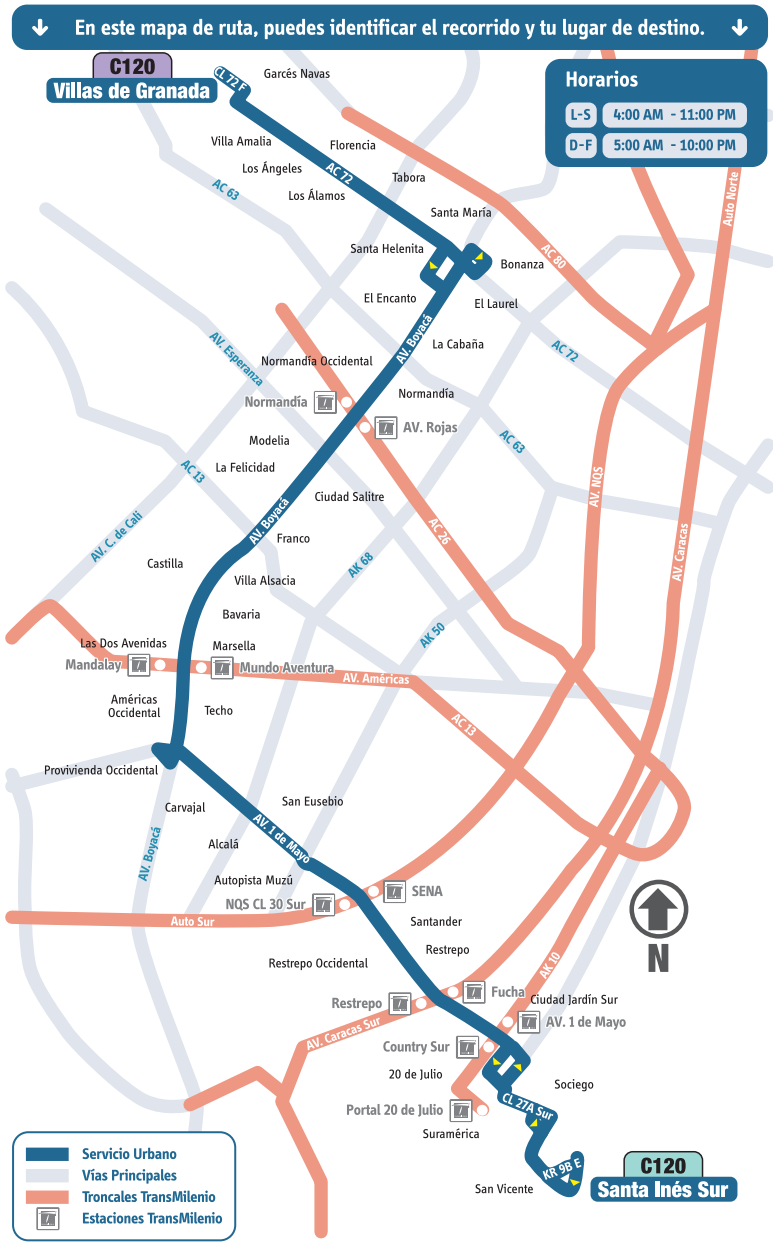 En este mapa de ruta, puedes identificar el recorrido y tu lugar de destino.
C120
Villas de Granada
CL 72 F
Garcés Navas
Horarios
L-S 4:00 AM - 11:00 PM
D-F 5:00 AM - 10:00 PM
Villa Amalia
Florencia
Los Ángeles
AC 72
Tabora
AC 63
Los Álamos
Auto Norte
Santa María
Santa Helenita
AC 80
Bonanza
El Encanto
El Laurel
AV. Boyacá
La Cabaña
AC 72
AV. Esperanza
Normandía Occidental
Normandía
Normandía
AV. Rojas
Modelia
AC 63
La Felicidad
AC 13
AV. NQS
Ciudad Salitre
AV. Boyacá
AV. C. de Cali
AC 26
Franco
AV. Caracas
Castilla
AK 68
Villa Alsacia
Bavaria
AK 50
Las Dos Avenidas
Marsella
Mandalay
Mundo Aventura
AV. Américas
Américas
Occidental
Techo
AC 13
Provivienda Occidental
San Eusebio
Carvajal
AV. 1 de Mayo
AV. Boyacá
Alcalá
Autopista Muzú
SENA
NQS CL 30 Sur
Auto Sur
Santander
Restrepo
N
Restrepo Occidental
AK 10
Fucha
Restrepo
Ciudad Jardín Sur
AV. 1 de Mayo
AV. Caracas Sur
Country Sur
20 de Julio
Sociego
CL 27A Sur
Portal 20 de Julio
Suramérica
KR 9B E
San Vicente
C120
Santa Inés Sur
Servicio Urbano
Vías Principales
Troncales TransMilenio
Estaciones TransMilenio